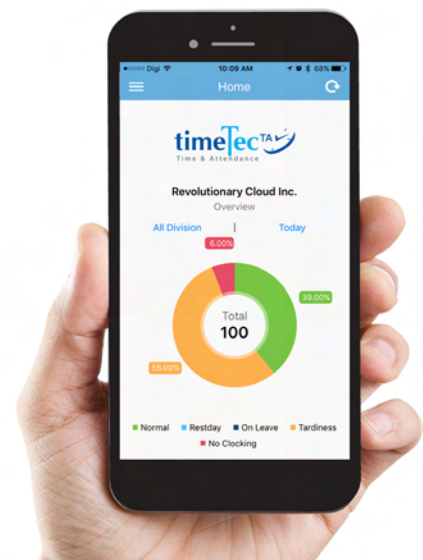 Digi 10:09 AM 68%
Home
timeTec TA
Time & Attendance
Revolutionary Cloud Inc.
Overview
All Division | Today
6.00%
39.00%
Total
100
55.00%
Normal Restday On Leave Tardiness
No Clocking